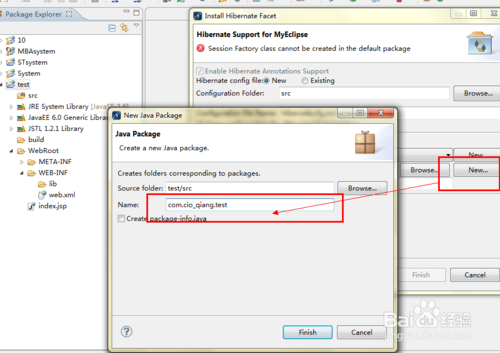 Package Explorer
10
MBAsystem
STsystem
System
test
src
JRE System Library
JavaEE 6.0 Generic Libra
JSTL 1.2.1 Library
build
WebRoot
META-INF
WEB-INF
lib
web.xml
index.jsp
Install Hibernate Facet
Hibernate Support for MyEclipse
Session Factory class cannot be created in the default package
Enable Hibernate Annotations Support
Hibernate config file: New Existing
Configuration Folder: src Browse...
New...
Browse... New...
Finish Cancel
New Java Package
Java Package
Create a new Java package.
Creates folders corresponding to packages.
Source folder: test/src Browse...
Name: com.cio_qiang.test
Create package-info.java
Finish Cancel
Baidu 经验
jingyan.baidu.com